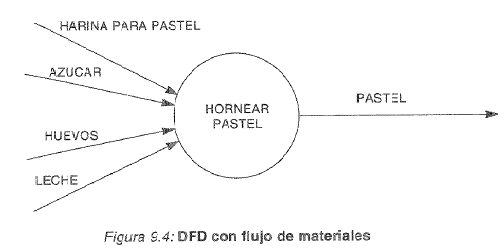 HARINA PARA PASTEL
AZUCAR
HORNEAR
PASTEL
PASTEL
HUEVOS
LECHE
Figura 9.4: DFD con flujo de materiales